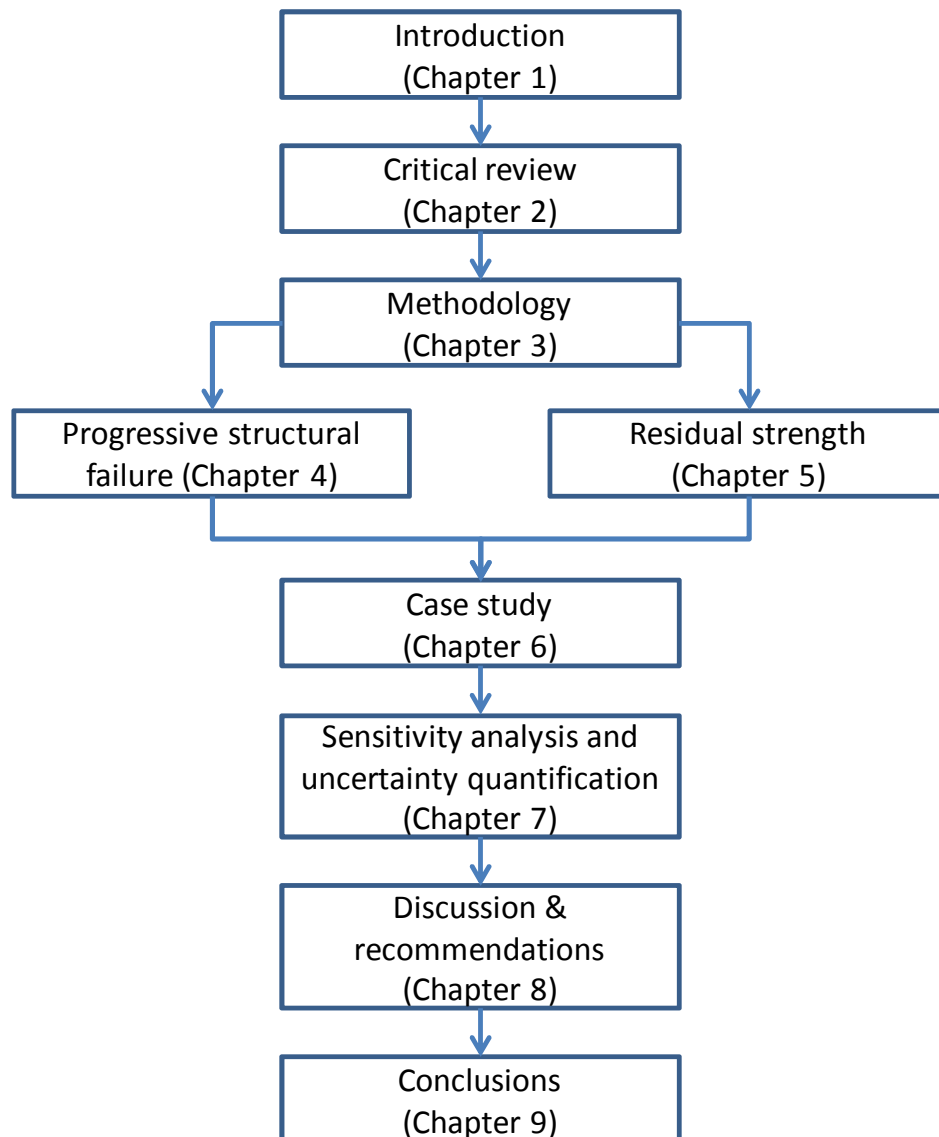 Introduction
(Chapter 1)
Critical review
(Chapter 2)
Methodology
(Chapter 3)
Progressive structural
failure (Chapter 4)
Residual strength
(Chapter 5)
Case study
(Chapter 6)
Sensitivity analysis and
uncertainty quantification
(Chapter 7)
Discussion &
recommendations
(Chapter 8)
Conclusions
(Chapter 9)